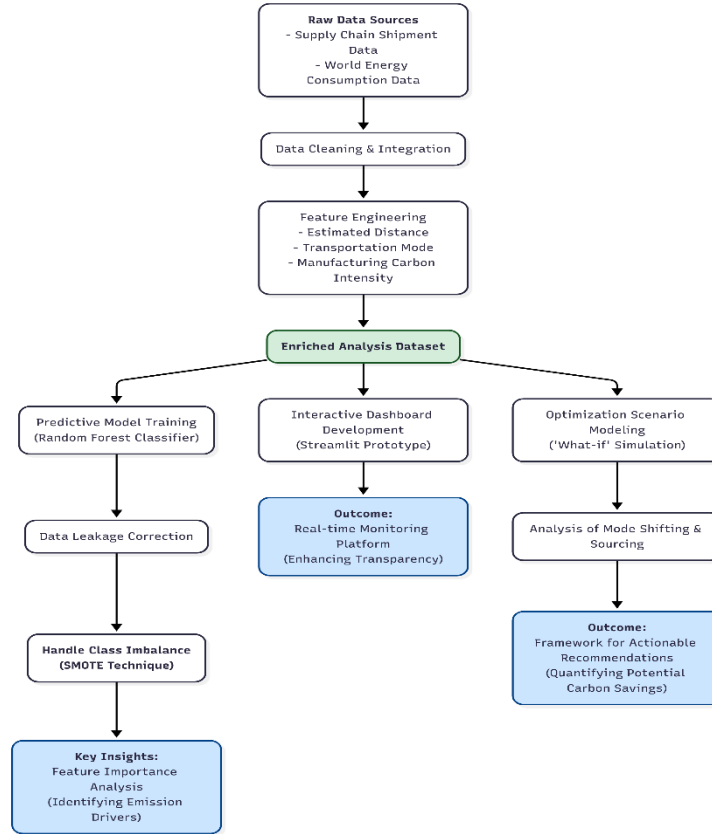 Raw Data Sources
- Supply Chain Shipment
Data
- World Energy
Consumption Data
Data Cleaning & Integration
Feature Engineering
- Estimated Distance
- Transportation Mode
- Manufacturing Carbon
Intensity
Enriched Analysis Dataset
Predictive Model Training
(Random Forest Classifier)
Data Leakage Correction
Handle Class Imbalance
(SMOTE Technique)
Key Insights:
Feature Importance
Analysis
(Identifying Emission
Drivers)
Interactive Dashboard
Development
(Streamlit Prototype)
Outcome:
Real-time Monitoring
Platform
(Enhancing Transparency)
Optimization Scenario
Modeling
('What-if' Simulation)
Analysis of Mode Shifting &
Sourcing
Outcome:
Framework for Actionable
Recommendations
(Quantifying Potential
Carbon Savings)